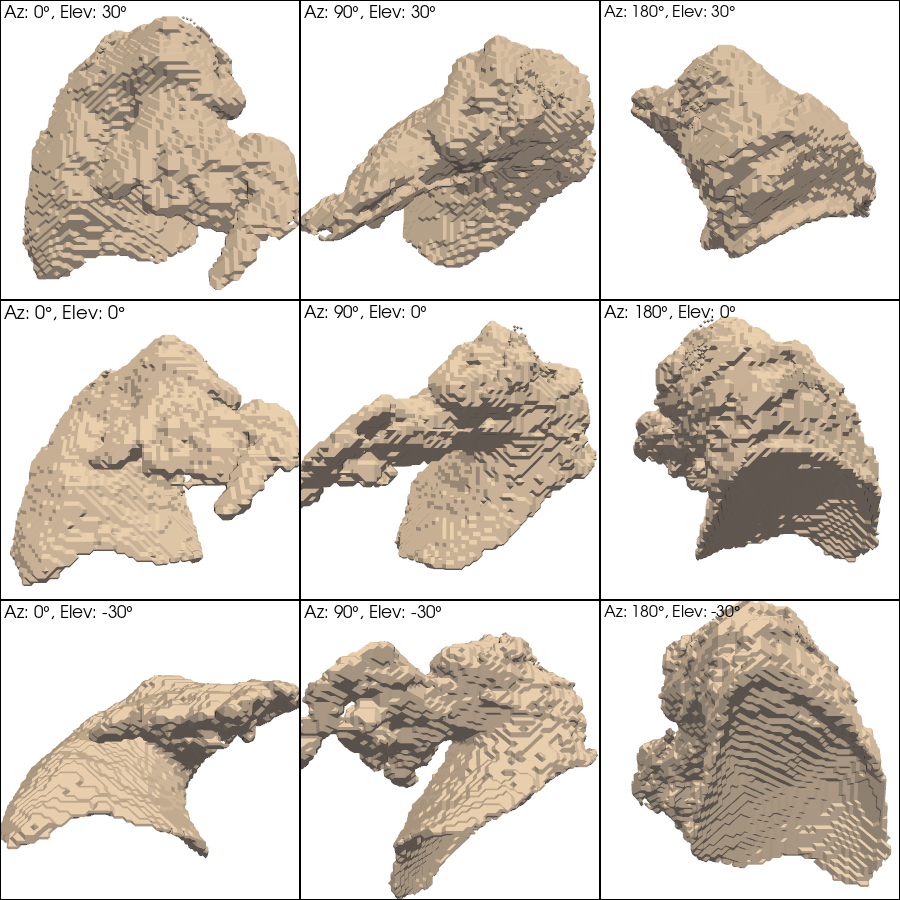 Az: 0°, Elev: 30°
Az: 90°, Elev: 30°
Az: 180°, Elev: 30°
Az: 0°, Elev: 0°
Az: 90°, Elev: 0°
Az: 180°, Elev: 0°
Az: 0°, Elev: -30°
Az: 90°, Elev: -30°
Az: 180°, Elev: -30°